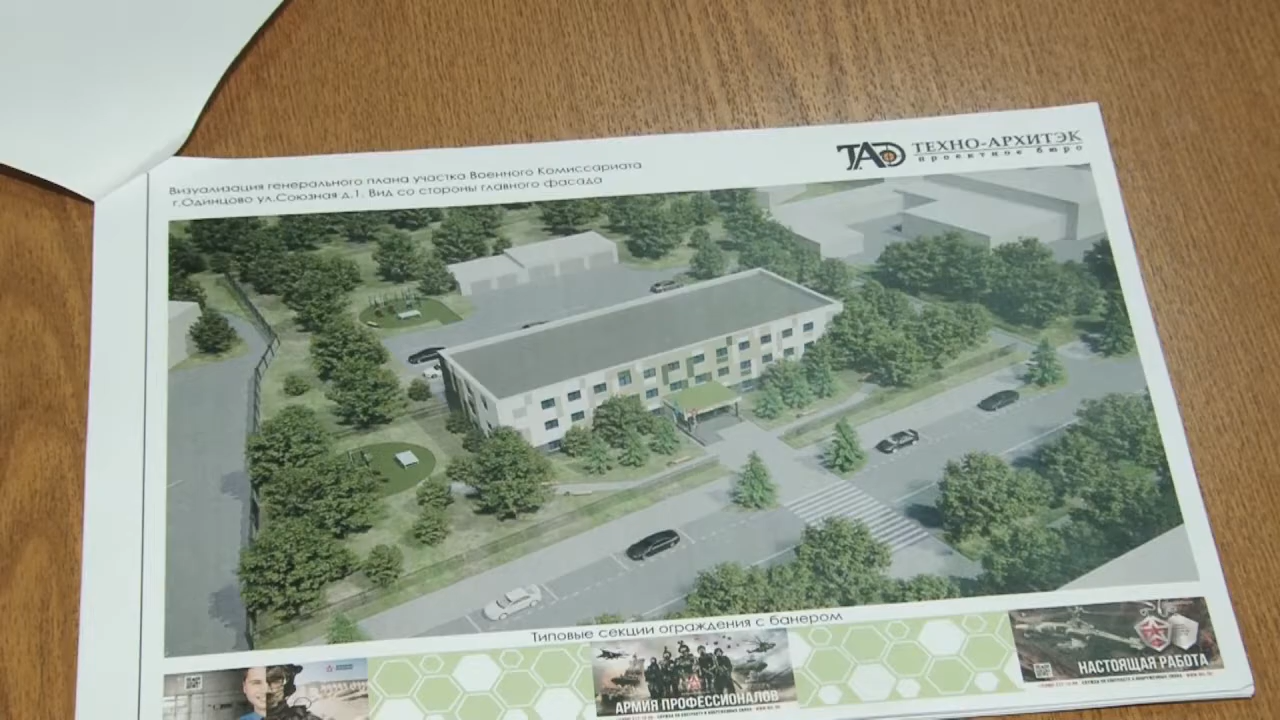 ТАЭ ТЕХНО-АРХИТЭК
проектное бюро
Визуализация генерального плана участка Военного Комиссариата
г.Одинцово ул.Союзная д.1. Вид со стороны главного фасада
Типовые секции ограждения с банером
АРМИЯ ПРОФЕССИОНАЛОВ
НАСТОЯЩАЯ РАБОТА